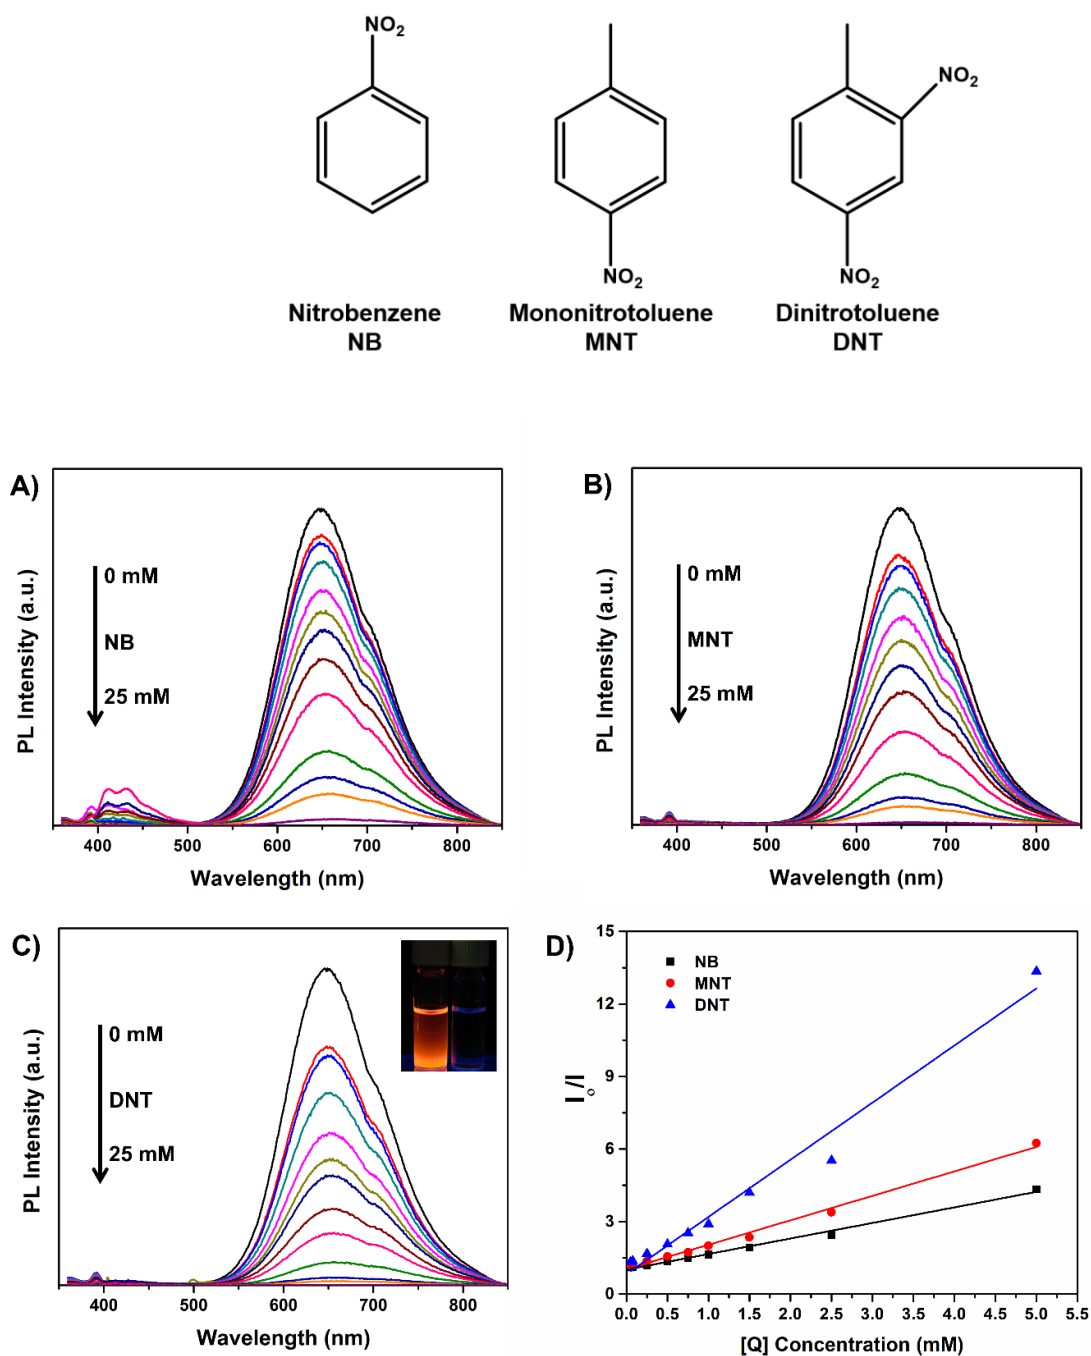 NO₂
NO₂
NO₂
NO₂
Nitrobenzene
NB
Mononitrotoluene
MNT
Dinitrotoluene
DNT
A)
PL Intensity (a.u.)
0 mM
NB
25 mM
400 500 600 700 800
Wavelength (nm)
B)
PL Intensity (a.u.)
0 mM
MNT
25 mM
400 500 600 700 800
Wavelength (nm)
C)
PL Intensity (a.u.)
0 mM
DNT
25 mM
400 500 600 700 800
Wavelength (nm)
D)
I₀/I
15
12
9
6
3
0
NB
MNT
DNT
0.0 0.5 1.0 1.5 2.0 2.5 3.0 3.5 4.0 4.5 5.0 5.5
[Q] Concentration (mM)